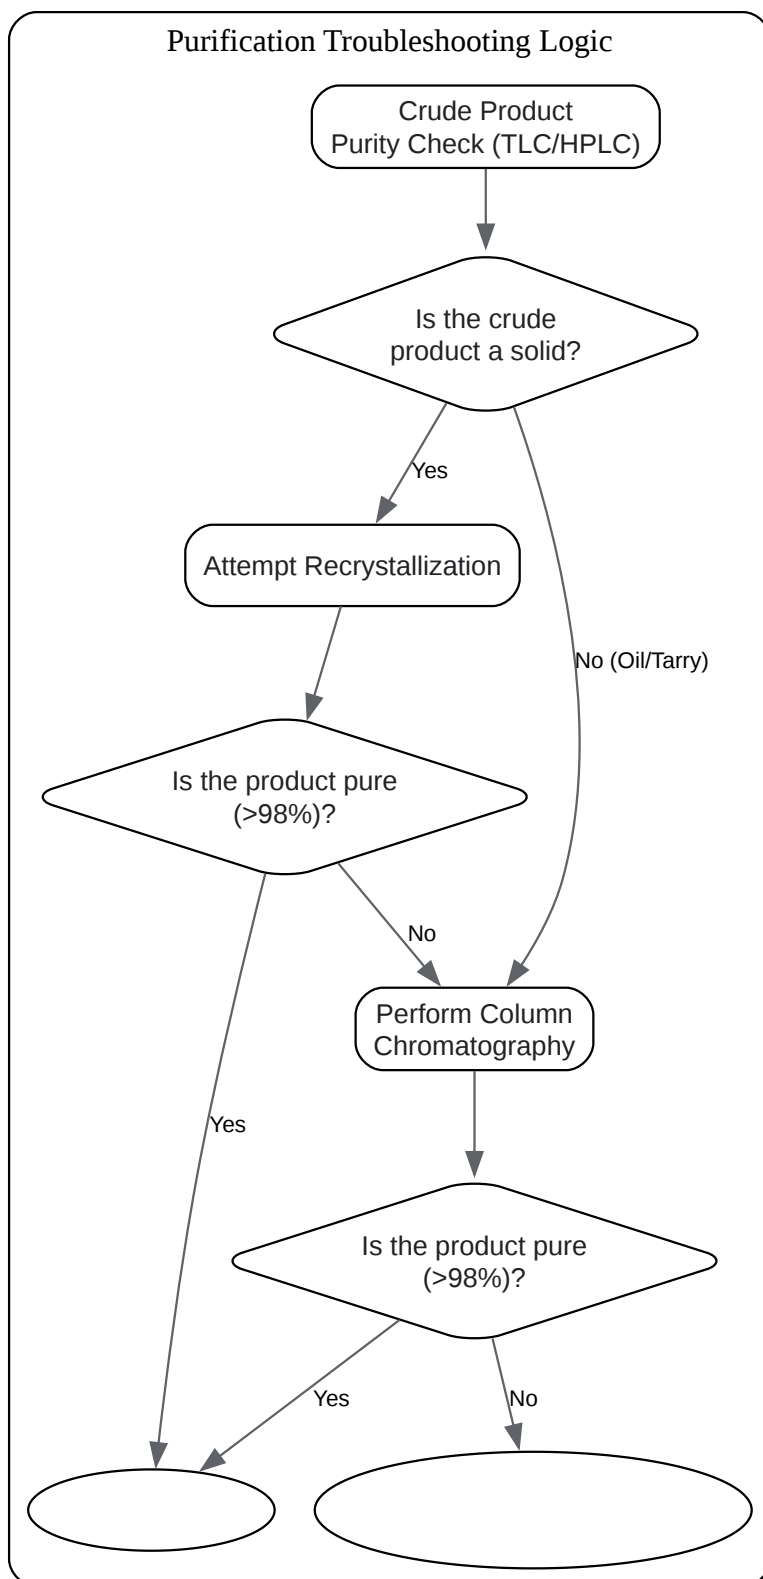 Purification Troubleshooting Logic
Crude Product
Purity Check (TLC/HPLC)
Is the crude
product a solid?
Yes
Attempt Recrystallization
No (Oil/Tarry)
Is the product pure
(>98%)?
No
Perform Column
Chromatography
Yes
Is the product pure
(>98%)?
Yes
No